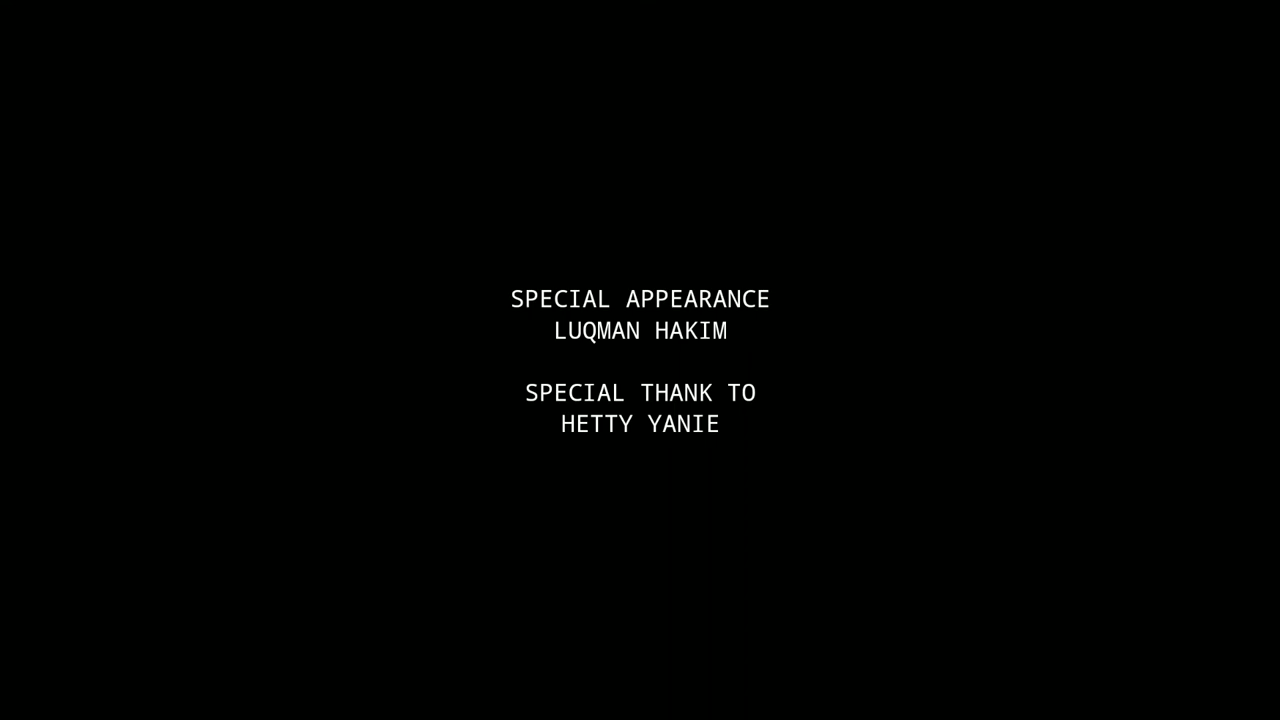 SPECIAL APPEARANCE
LUQMAN HAKIM
SPECIAL THANK TO
HETTY YANIE